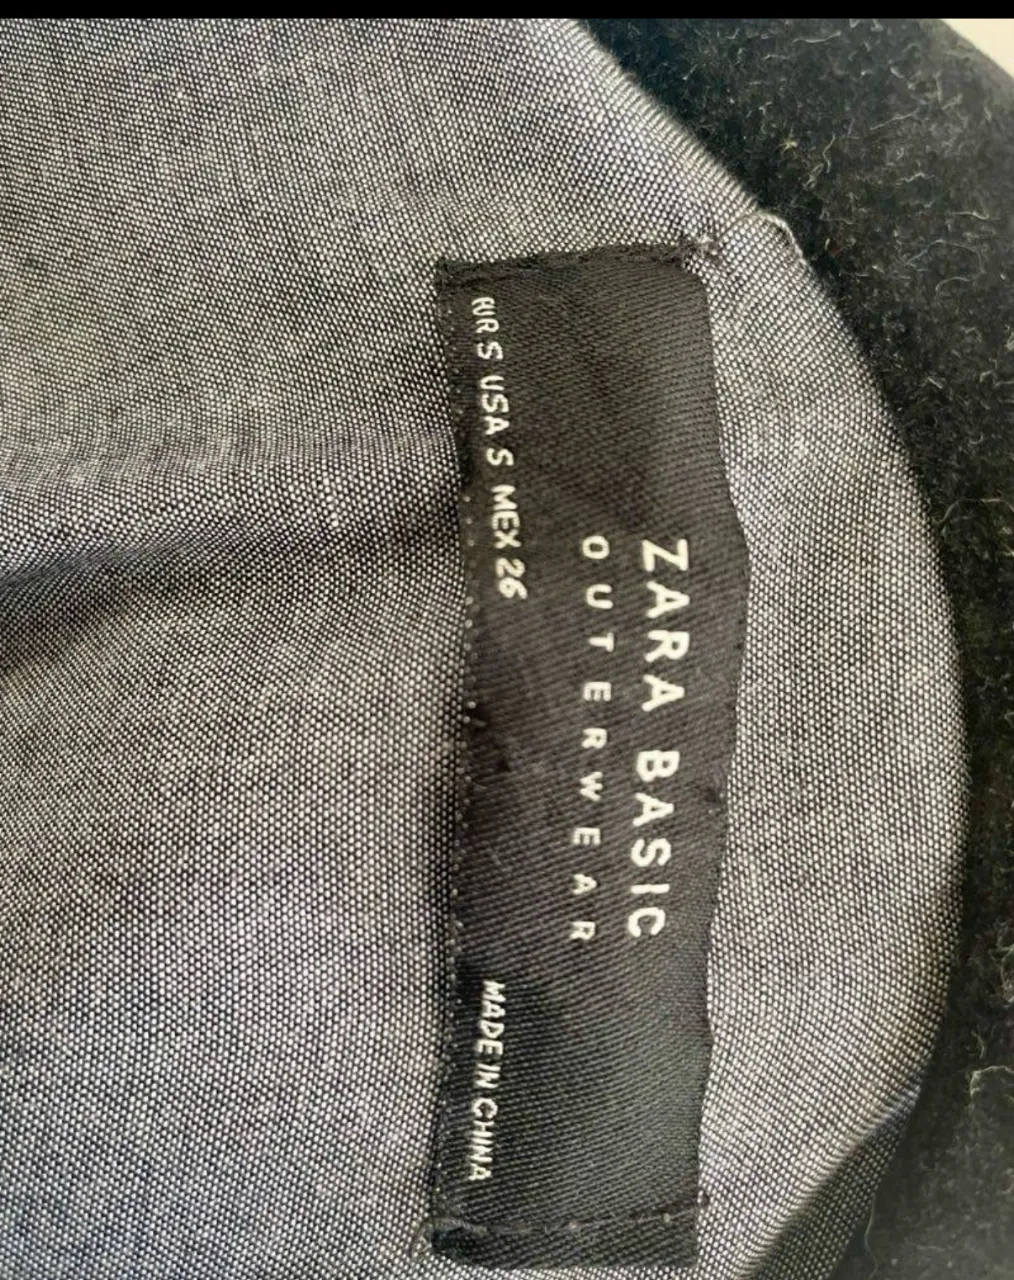 ZARA BASIC
OUTERWEAR
EUR S USA S MEX 26
MADE IN CHINA